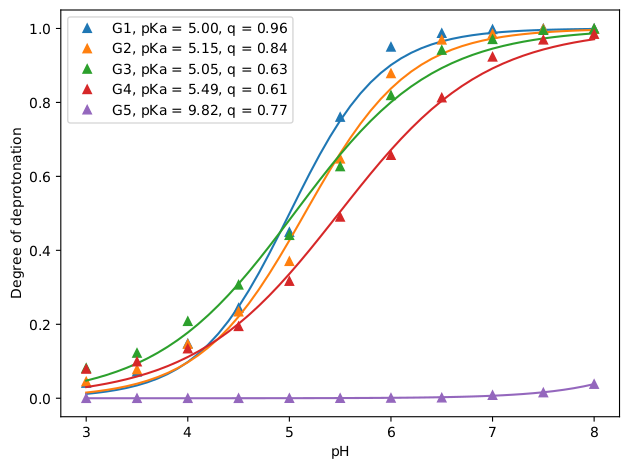 G1, pKa = 5.00, q = 0.96
G2, pKa = 5.15, q = 0.84
G3, pKa = 5.05, q = 0.63
G4, pKa = 5.49, q = 0.61
G5, pKa = 9.82, q = 0.77
Degree of deprotonation
1.0
0.8
0.6
0.4
0.2
0.0
3 4 5 6 7 8
pH